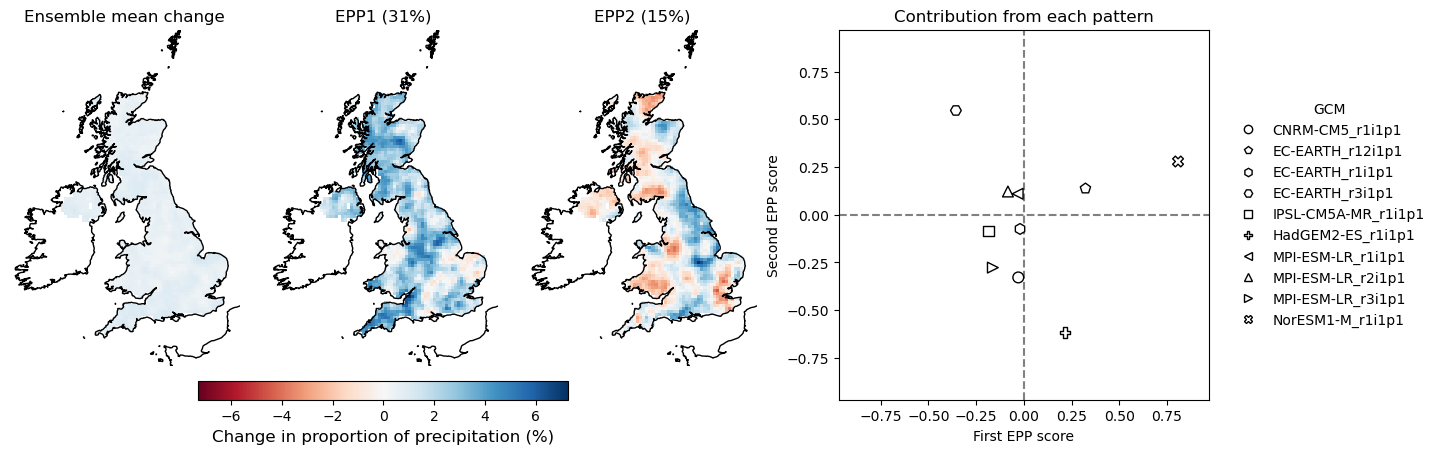 Ensemble mean change
EPP1 (31%)
EPP2 (15%)
Contribution from each pattern
−6 −4 −2 0 2 4 6
Change in proportion of precipitation (%)
Second EPP score
0.75
0.50
0.25
0.00
−0.25
−0.50
−0.75
−0.75 −0.50 −0.25 0.00 0.25 0.50 0.75
First EPP score
GCM
CNRM-CM5_r1i1p1
EC-EARTH_r12i1p1
EC-EARTH_r1i1p1
EC-EARTH_r3i1p1
IPSL-CM5A-MR_r1i1p1
HadGEM2-ES_r1i1p1
MPI-ESM-LR_r1i1p1
MPI-ESM-LR_r2i1p1
MPI-ESM-LR_r3i1p1
NorESM1-M_r1i1p1